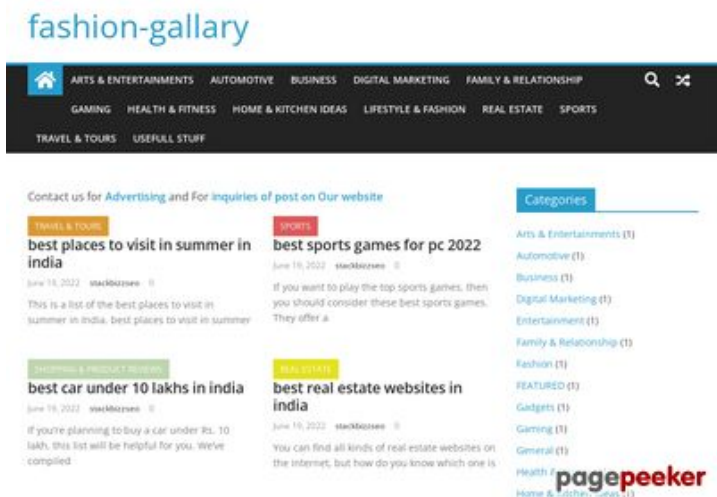 fashion-gallary
ARTS & ENTERTAINMENTS AUTOMOTIVE BUSINESS DIGITAL MARKETING FAMILY & RELATIONSHIP
GAMING HEALTH & FITNESS HOME & KITCHEN IDEAS LIFESTYLE & FASHION REAL ESTATE SPORTS
TRAVEL & TOURS USEFULL STUFF
Contact us for Advertising and For inquiries of post on Our website
TRAVEL & TOURS
best places to visit in summer in
india
June 19, 2022 stackbizzseo 0
This is a list of the best places to visit in
summer in India. best places to visit in summer
SPORTS
best sports games for pc 2022
June 19, 2022 stackbizzseo 0
If you want to play the top sports games, then
you should consider these best sports games.
They offer a
SHOPPING & PRODUCT REVIEWS
best car under 10 lakhs in india
June 19, 2022 stackbizzseo 0
If you're planning to buy a car under Rs. 10
lakh, this list will be helpful for you. We've
compiled
REAL ESTATE
best real estate websites in
india
June 19, 2022 stackbizzseo 0
You can find all kinds of real estate websites on
the internet, but how do you know which one is
Categories
Arts & Entertainments (1)
Automotive (1)
Business (1)
Digital Marketing (1)
Entertainment (1)
Family & Relationship (1)
Fashion (1)
FEATURED (1)
Gadgets (1)
Gaming (1)
General (1)
Health
pagepeeker
Home & Kitchen Ideas (1)